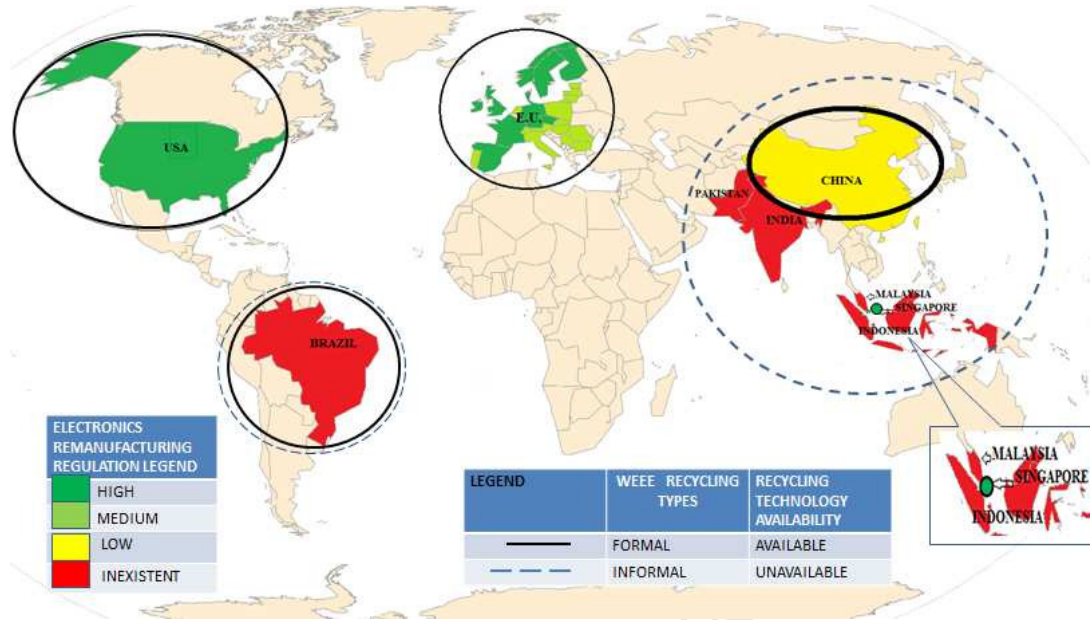 USA
E.U.
CHINA
PAKISTAN
INDIA
MALAYSIA
SINGAPORE
INDONESIA
BRAZIL
ELECTRONICS
REMANUFACTURING
REGULATION LEGEND
HIGH
MEDIUM
LOW
INEXISTENT
LEGEND WEEE RECYCLING TYPES RECYCLING TECHNOLOGY AVAILABILITY
FORMAL AVAILABLE
INFORMAL UNAVAILABLE
MALAYSIA
SINGAPORE
INDONESIA